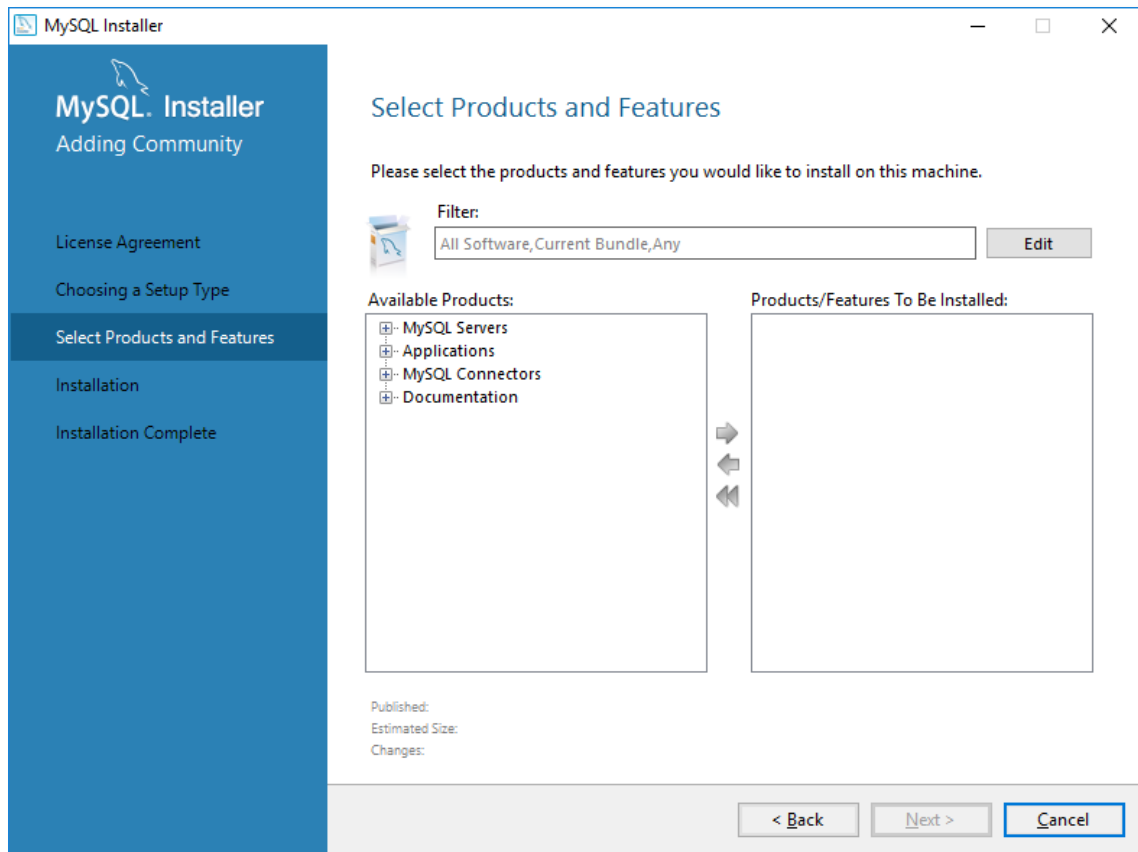 MySQL Installer
MySQL. Installer
Adding Community
License Agreement
Choosing a Setup Type
Select Products and Features
Installation
Installation Complete
Select Products and Features
Please select the products and features you would like to install on this machine.
Filter:
All Software,Current Bundle,Any
Edit
Available Products:
MySQL Servers
Applications
MySQL Connectors
Documentation
Products/Features To Be Installed:
Published:
Estimated Size:
Changes:
< Back
Next >
Cancel